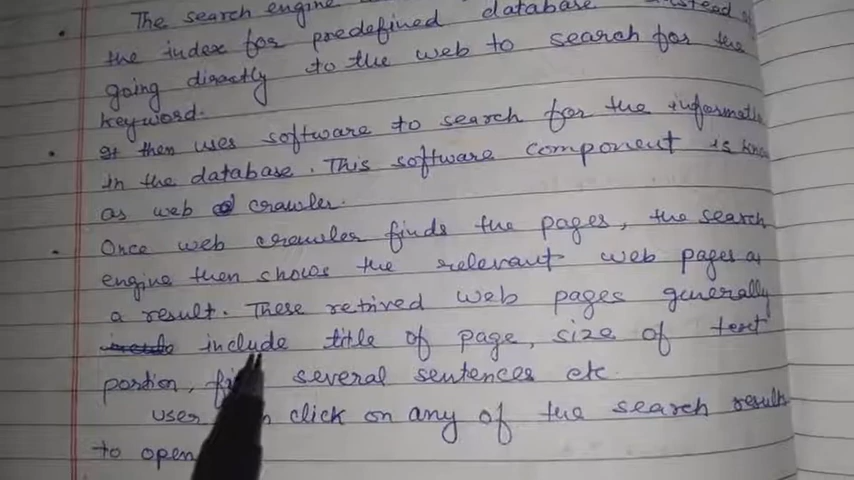 The search engine database instead of
the index for predefined
going directly to the web to search for the
keyword.
It then uses software to search for the
in the database. This software component is
as web crawler.
Once web crawler finds the pages, the search
engine then shows the relevant web pages as
a result. These retrived web pages generally
include title of page, size of text
portion, several sentences etc.
user click on any of the search result
to open